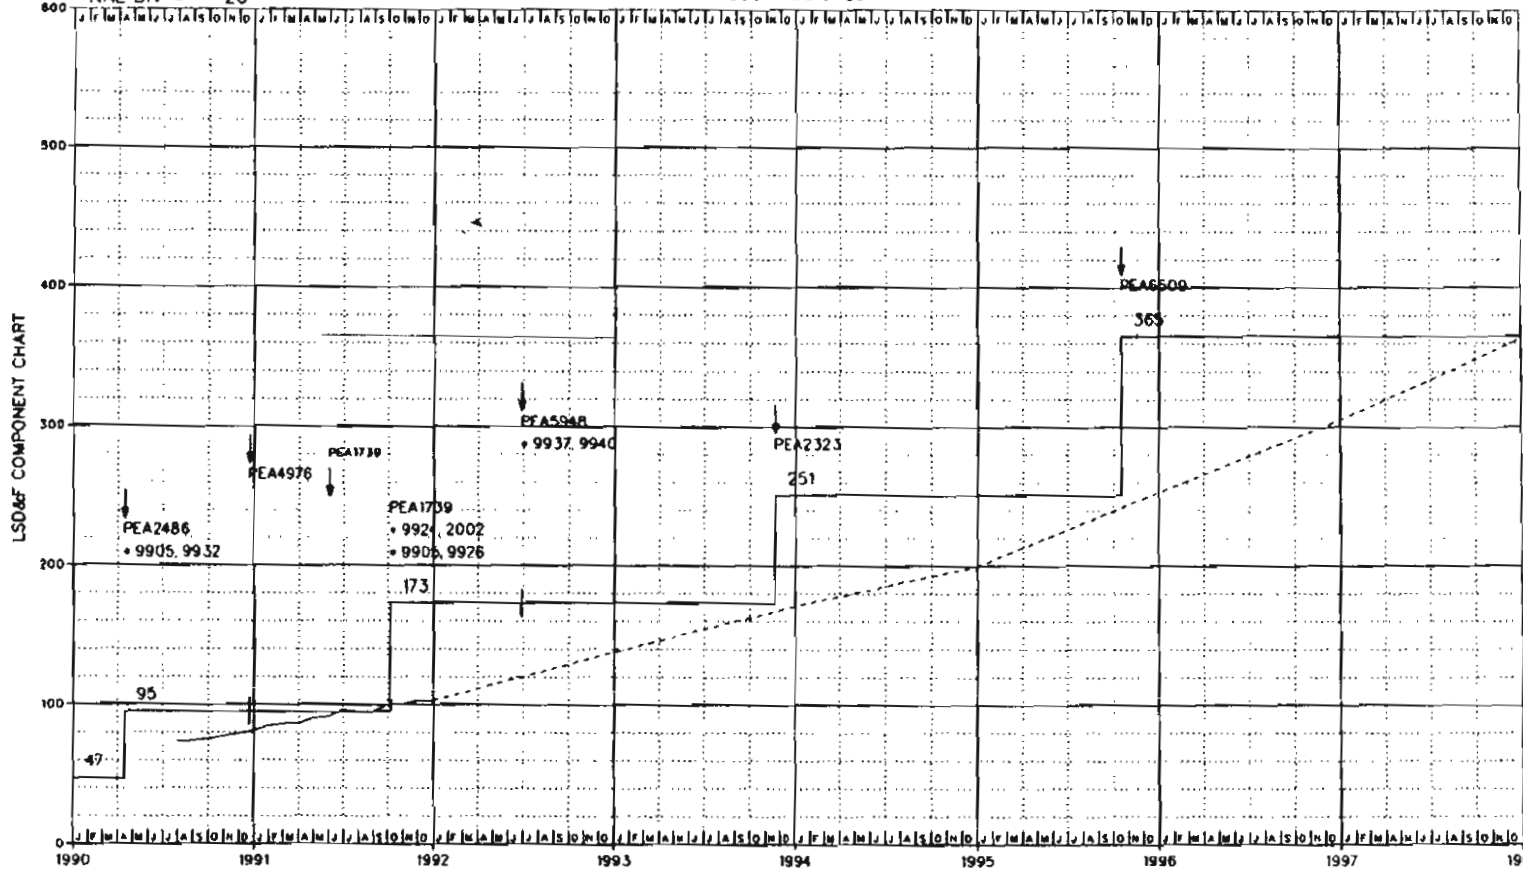 600
J F M A M J J A S O N D J F M A M J J A S O N D J F M A M J J A S O N D J F M A M J J A S O N D J F M A M J J A S O N D J F M A M J J A S O N D J F M A M J J A S O N D J F M A M J J A S O N D
500
400
PEA6509
365
LSD&F COMPONENT CHART
300
PEA5948
• 9937, 9940
PEA2323
PEA1739
PEA4976
251
PEA2486
• 9905, 9932
PEA1739
• 9924, 2002
• 9905, 9926
200
173
100
95
47
0
J F M A M J J A S O N D J F M A M J J A S O N D J F M A M J J A S O N D J F M A M J J A S O N D J F M A M J J A S O N D J F M A M J J A S O N D J F M A M J J A S O N D J F M A M J J A S O N D
1990 1991 1992 1993 1994 1995 1996 1997